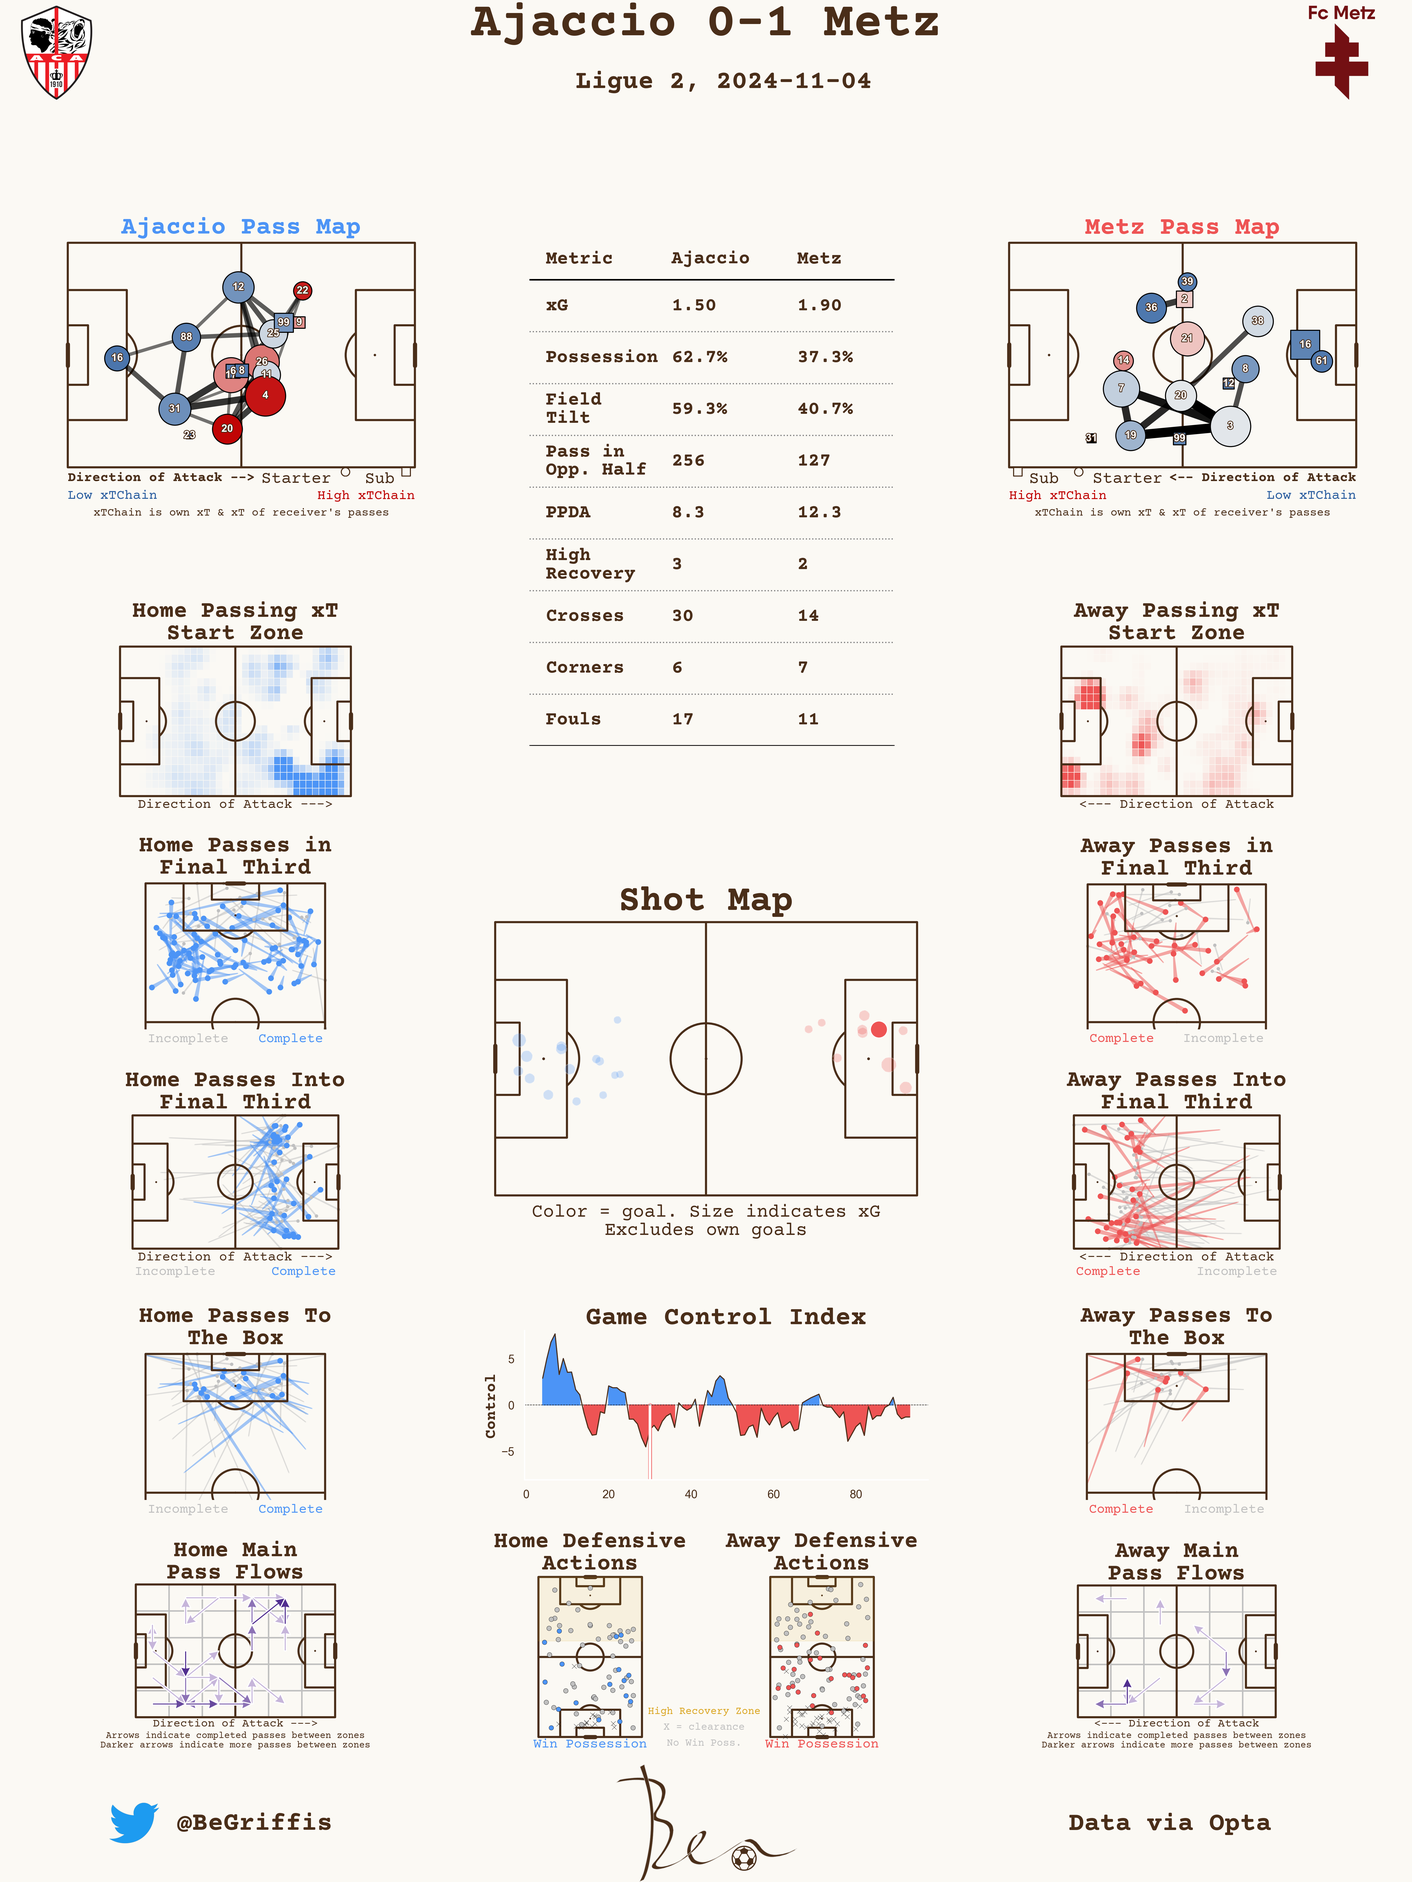 Ajaccio 0-1 Metz
Ligue 2, 2024-11-04
ACA
1910
Fc Metz
Ajaccio Pass Map
12
22
99
9
25
88
16
26
6
8
11
4
31
20
23
Direction of Attack --> Starter Sub
Low xTChain High xTChain
xTChain is own xT & xT of receiver's passes
Metric Ajaccio Metz
xG 1.50 1.90
Possession 62.7% 37.3%
Field
Tilt 59.3% 40.7%
Pass in
Opp. Half 256 127
PPDA 8.3 12.3
High
Recovery 3 2
Crosses 30 14
Corners 6 7
Fouls 17 11
Metz Pass Map
39
2
36
38
21
16
61
14
8
7
12
20
3
19
31
99
Sub Starter <-- Direction of Attack
High xTChain Low xTChain
xTChain is own xT & xT of receiver's passes
Home Passing xT
Start Zone
Direction of Attack --->
Away Passing xT
Start Zone
<--- Direction of Attack
Home Passes in
Final Third
Incomplete Complete
Away Passes in
Final Third
Complete Incomplete
Shot Map
Color = goal. Size indicates xG
Excludes own goals
Home Passes Into
Final Third
Direction of Attack --->
Incomplete Complete
Away Passes Into
Final Third
<--- Direction of Attack
Complete Incomplete
Home Passes To
The Box
Incomplete Complete
Game Control Index
Control
5
0
−5
0 20 40 60 80
Away Passes To
The Box
Complete Incomplete
Home Main
Pass Flows
Direction of Attack --->
Arrows indicate completed passes between zones
Darker arrows indicate more passes between zones
Home Defensive
Actions
Win Possession
High Recovery Zone
X = clearance
No Win Poss.
Away Defensive
Actions
Win Possession
Away Main
Pass Flows
<--- Direction of Attack
Arrows indicate completed passes between zones
Darker arrows indicate more passes between zones
@BeGriffis
Ben
Data via Opta